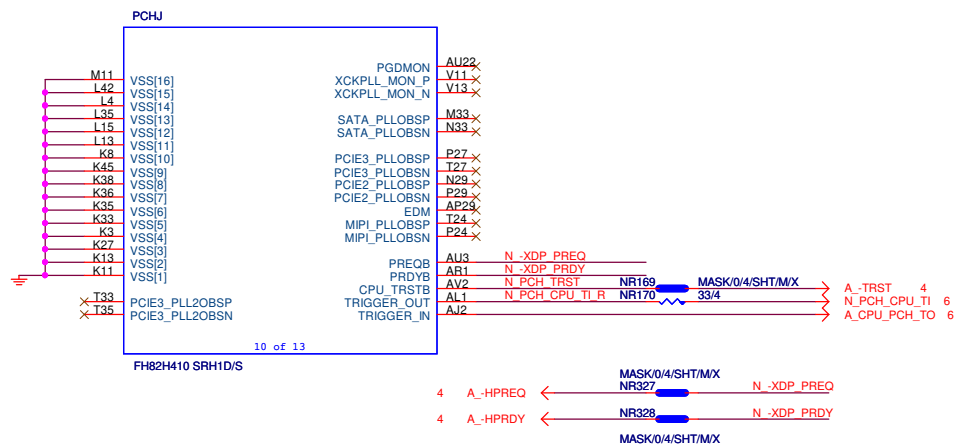 PCHJ
M11 VSS[16]
L42 VSS[15]
L4 VSS[14]
L35 VSS[13]
L15 VSS[12]
L13 VSS[11]
K8 VSS[10]
K45 VSS[9]
K38 VSS[8]
K36 VSS[7]
K35 VSS[6]
K33 VSS[5]
K3 VSS[4]
K27 VSS[3]
K13 VSS[2]
K11 VSS[1]
T33 PCIE3_PLL2OBSP
T35 PCIE3_PLL2OBSN
PGDMON AU22
XCKPLL_MON_P V11
XCKPLL_MON_N V13
SATA_PLLOBSP M33
SATA_PLLOBSN N33
PCIE3_PLLOBSP P27
PCIE3_PLLOBSN T27
PCIE2_PLLOBSP N29
PCIE2_PLLOBSN P29
EDM AP29
MIPI_PLLOBSP T24
MIPI_PLLOBSN P24
PREQB AU3 N_-XDP_PREQ
PRDYB AR1 N_-XDP_PRDY
CPU_TRSTB AV2 N_PCH_TRST NR169 MASK/0/4/SHT/M/X A_-TRST 4
TRIGGER_OUT AL1 N_PCH_CPU_TI_R NR170 33/4 N_PCH_CPU_TI 6
TRIGGER_IN AJ2 A_CPU_PCH_TO 6
10 of 13
FH82H410 SRH1D/S
MASK/0/4/SHT/M/X
4 A_-HPREQ NR327 N_-XDP_PREQ
4 A_-HPRDY NR328 N_-XDP_PRDY
MASK/0/4/SHT/M/X